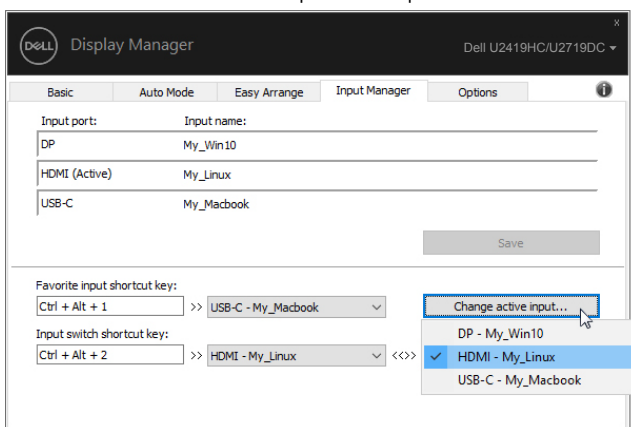 x
DELL Display Manager Dell U2419HC/U2719DC
Basic Auto Mode Easy Arrange Input Manager Options i
Input port: Input name:
DP My_Win10
HDMI (Active) My_Linux
USB-C My_Macbook
Save
Favorite input shortcut key:
Ctrl + Alt + 1 >> USB-C - My_Macbook Change active input...
Input switch shortcut key:
DP - My_Win10
Ctrl + Alt + 2 >> HDMI - My_Linux <<>> ✓ HDMI - My_Linux
USB-C - My_Macbook